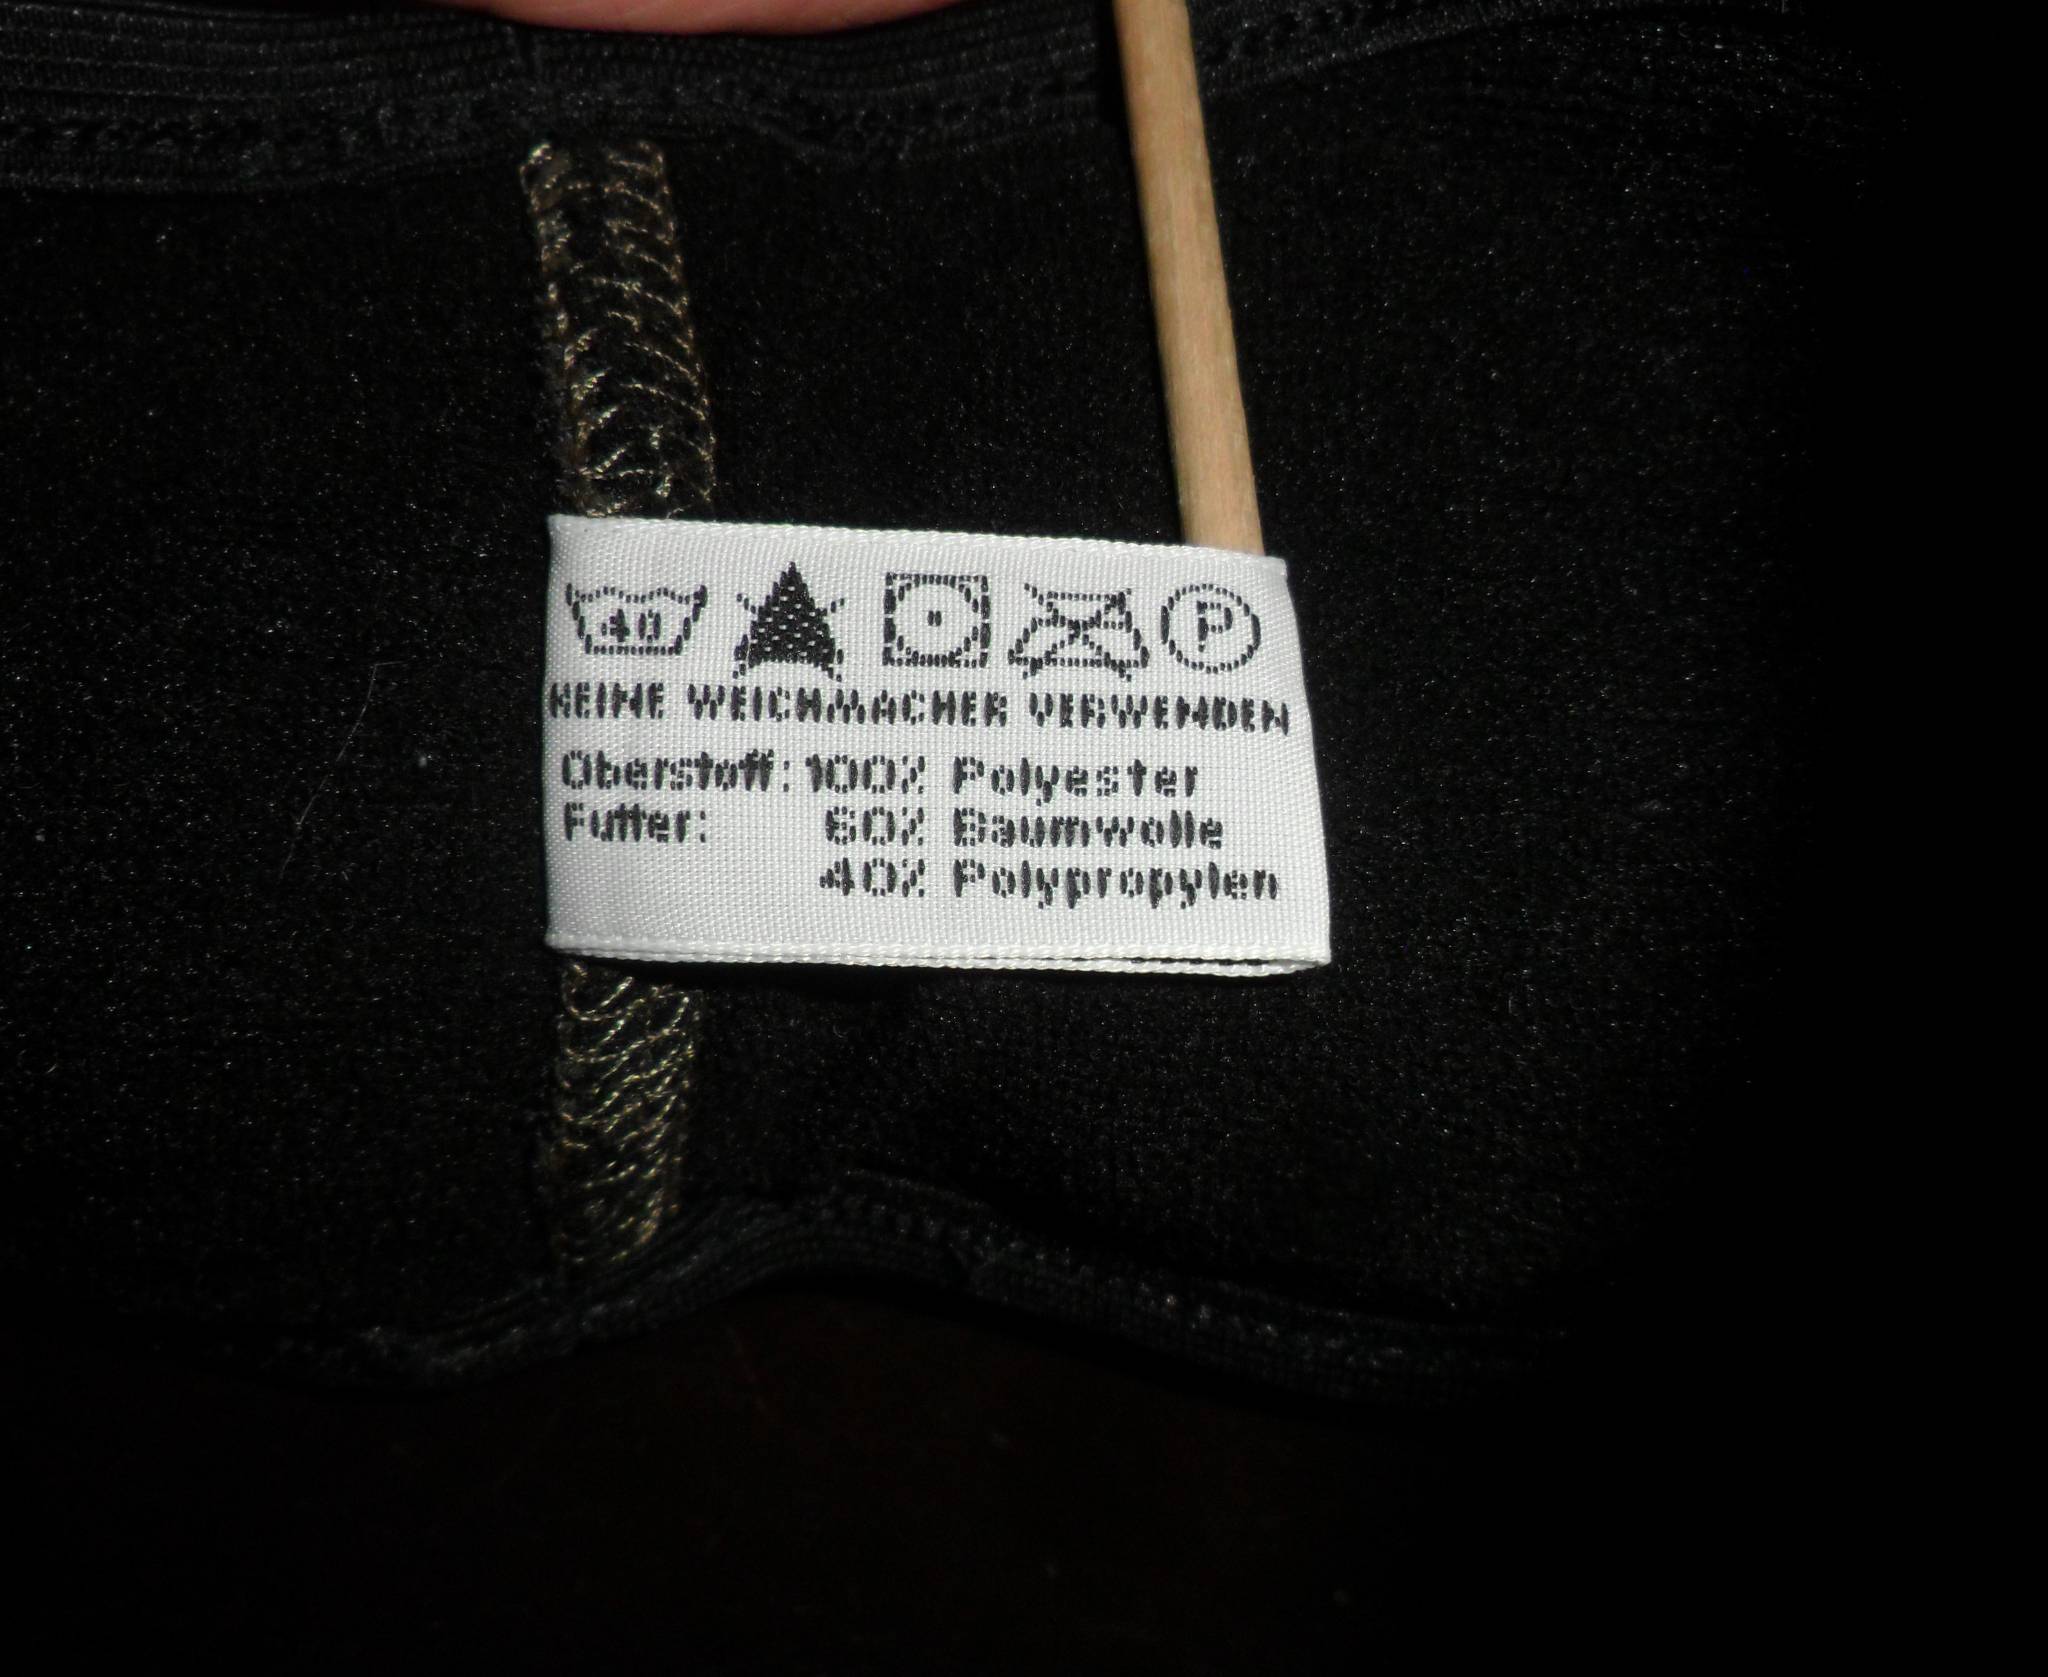 40 P
KEINE WEICHMACHER VERWENDEN
Oberstoff: 100% Polyester
Futter: 60% Baumwolle
40% Polypropylen